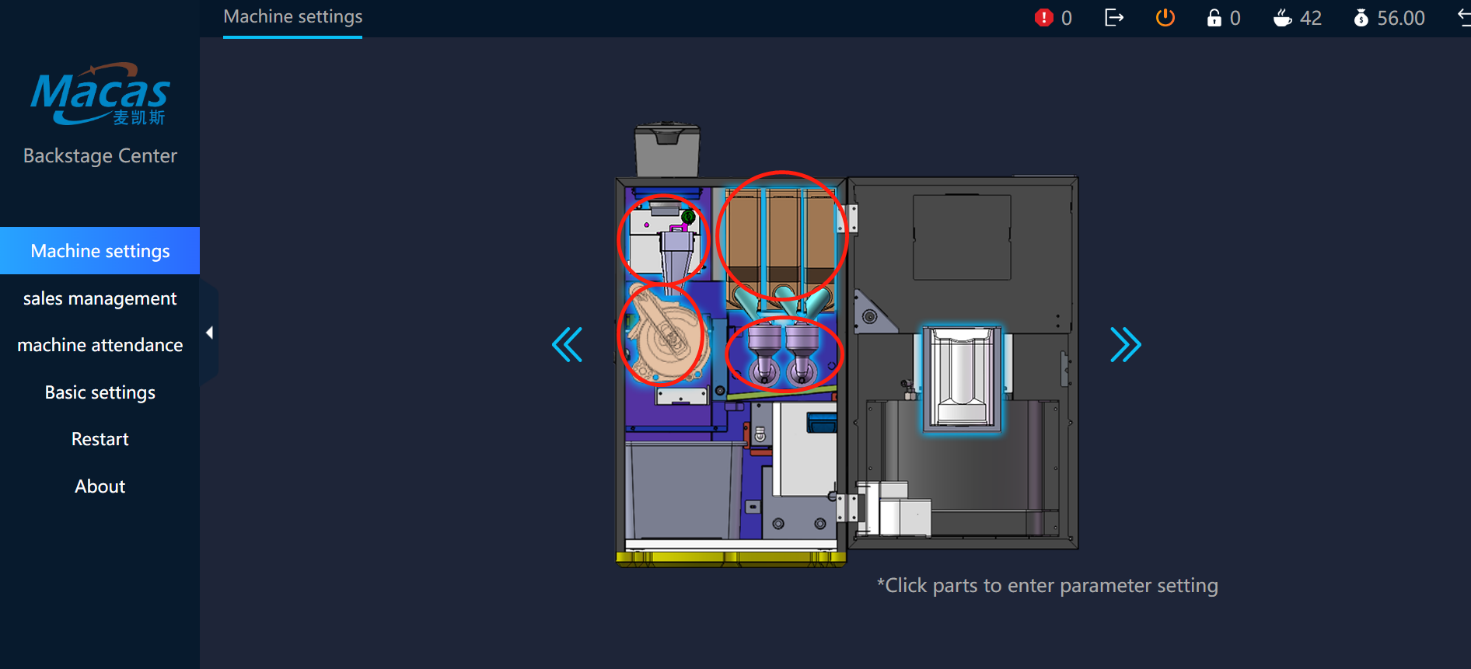 Machine settings
0
0
42
56.00
Macas
麦凯斯
Backstage Center
Machine settings
sales management
machine attendance
Basic settings
Restart
About
*Click parts to enter parameter setting